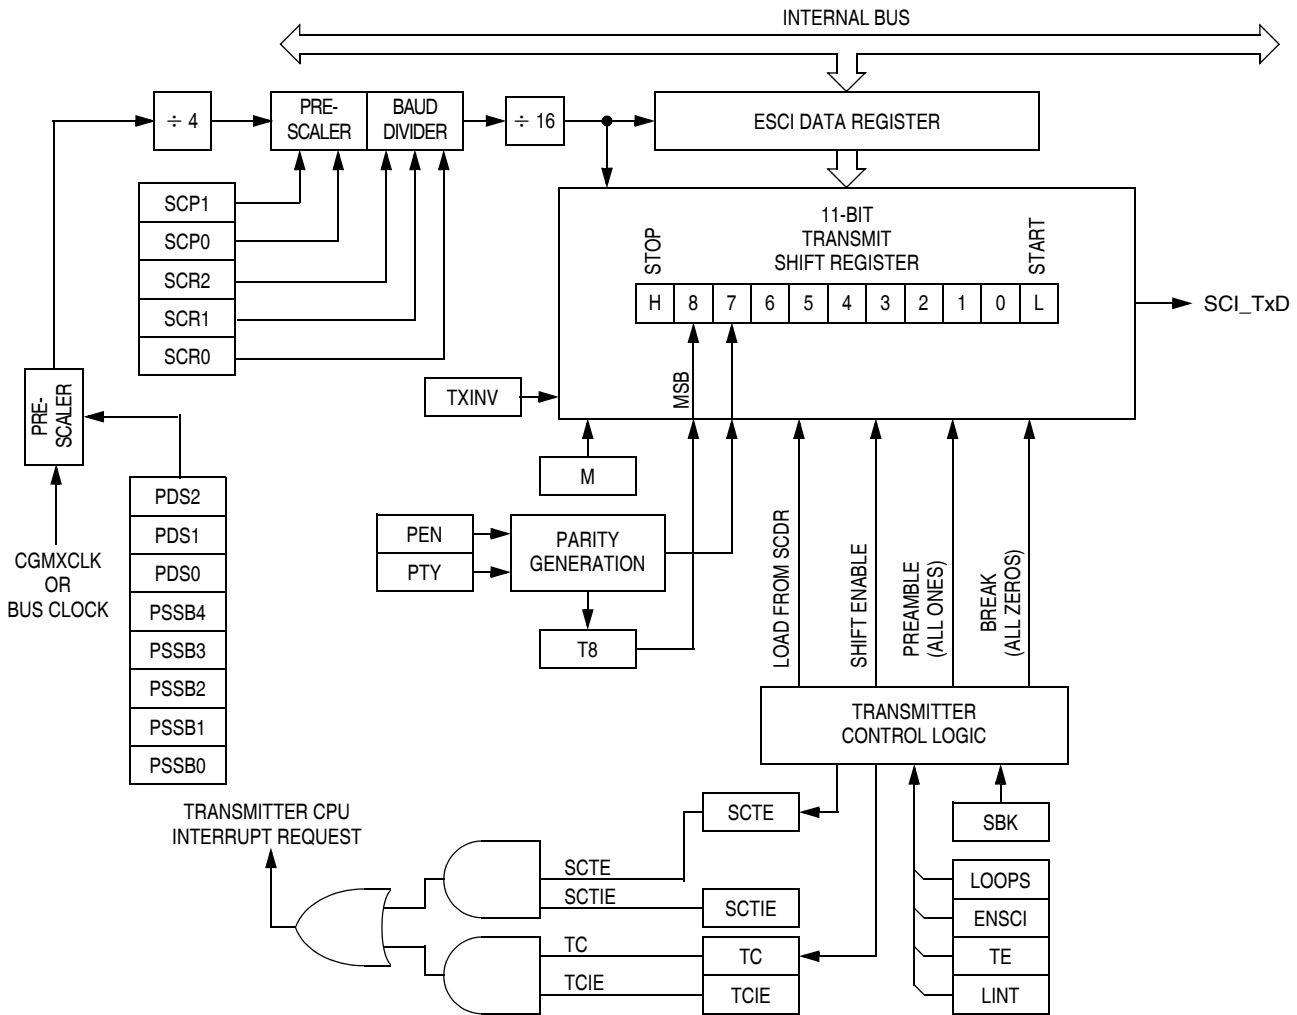 INTERNAL BUS
÷ 4
PRE-
SCALER
BAUD
DIVIDER
÷ 16
ESCI DATA REGISTER
SCP1
SCP0
SCR2
SCR1
SCR0
11-BIT
TRANSMIT
SHIFT REGISTER
STOP
START
H 8 7 6 5 4 3 2 1 0 L
SCI_TxD
PRE-
SCALER
TXINV
MSB
M
CGMXCLK
OR
BUS CLOCK
PDS2
PDS1
PDS0
PSSB4
PSSB3
PSSB2
PSSB1
PSSB0
PEN
PTY
PARITY
GENERATION
T8
LOAD FROM SCDR
SHIFT ENABLE
PREAMBLE
(ALL ONES)
BREAK
(ALL ZEROS)
TRANSMITTER
CONTROL LOGIC
TRANSMITTER CPU
INTERRUPT REQUEST
SCTE
SBK
SCTE
SCTIE
SCTIE
TC
TC
TCIE
TCIE
LOOPS
ENSCI
TE
LINT